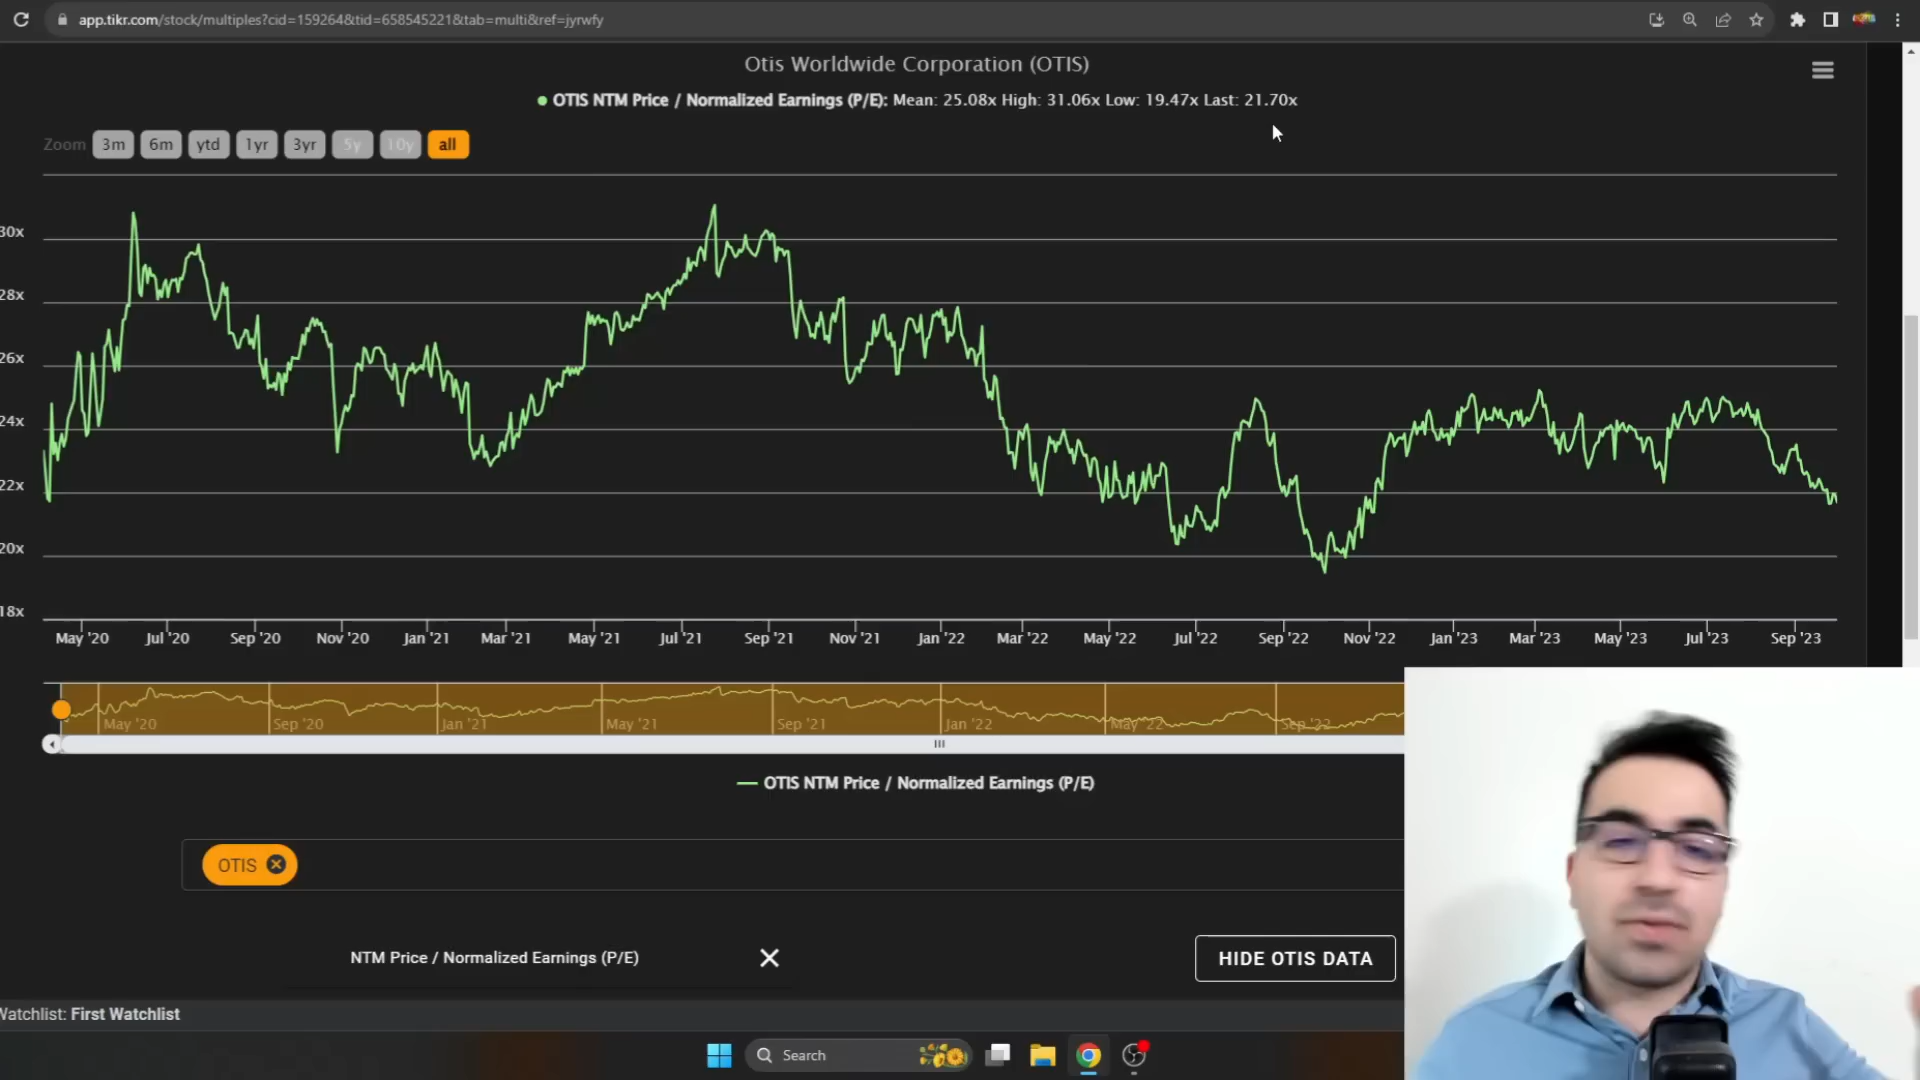 app.tikr.com/stock/multiples?cid=159264&tid=658545221&tab=multi&ref=jyrwfy
Otis Worldwide Corporation (OTIS)
OTIS NTM Price / Normalized Earnings (P/E): Mean: 25.08x High: 31.06x Low: 19.47x Last: 21.70x
Zoom 3m 6m ytd 1yr 3yr 5y 10y all
30x
28x
26x
24x
22x
20x
18x
May '20 Jul '20 Sep '20 Nov '20 Jan '21 Mar '21 May '21 Jul '21 Sep '21 Nov '21 Jan '22 Mar '22 May '22 Jul '22 Sep '22 Nov '22 Jan '23 Mar '23 May '23 Jul '23 Sep '23
May '20 Sep '20 Jan '21 May '21 Sep '21 Jan '22 May '22 Sep '22
OTIS NTM Price / Normalized Earnings (P/E)
OTIS
NTM Price / Normalized Earnings (P/E)
HIDE OTIS DATA
Watchlist: First Watchlist
Search